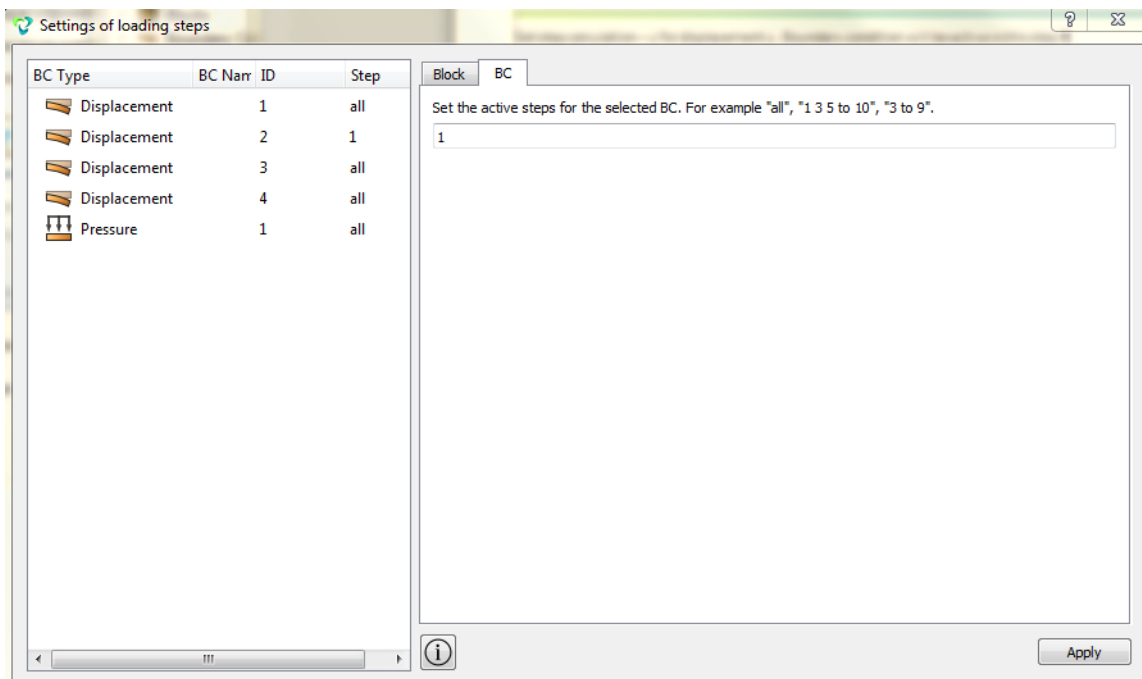 Settings of loading steps
BC Type BC Nam ID Step
Displacement 1 all
Displacement 2 1
Displacement 3 all
Displacement 4 all
Pressure 1 all
Block BC
Set the active steps for the selected BC. For example "all", "1 3 5 to 10", "3 to 9".
1
Apply